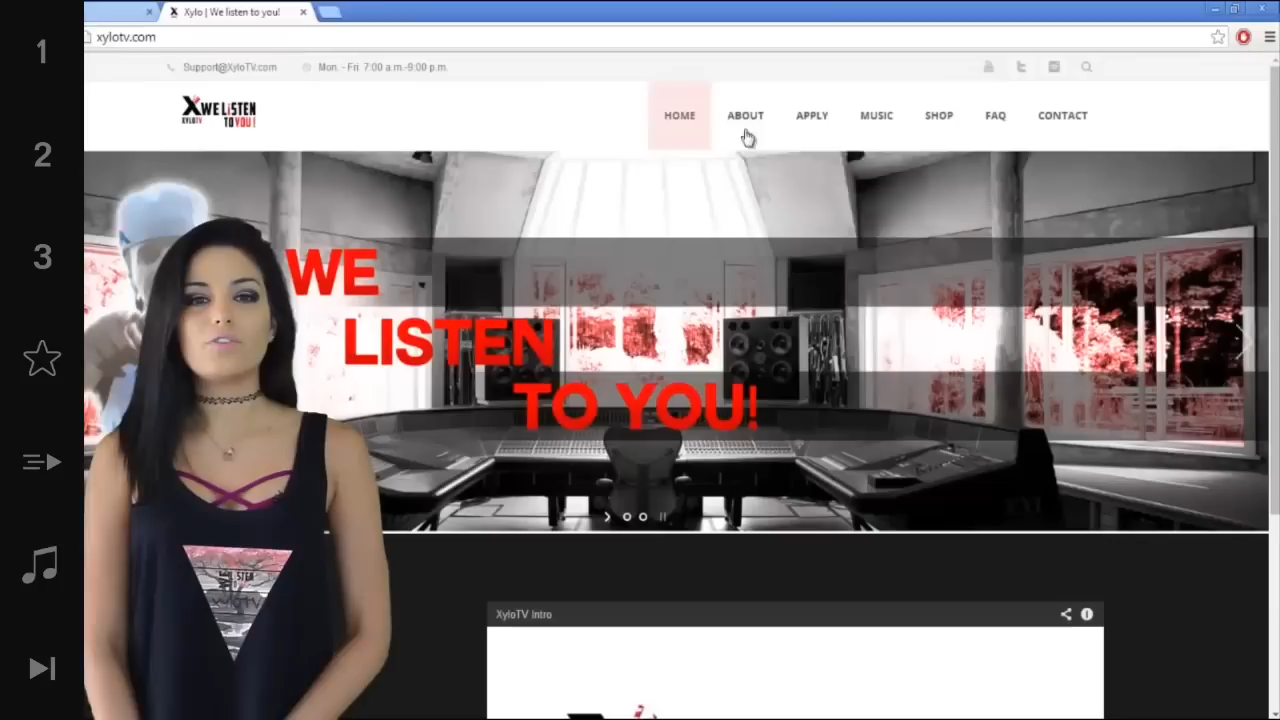 1
2
3
Xylo | We listen to you!
xylotv.com
Support@XyloTV.com Mon. - Fri 7:00 a.m.-9:00 p.m.
X WE LiSTEN
XYLOTV TO YOU!
HOME ABOUT APPLY MUSIC SHOP FAQ CONTACT
WE
LISTEN
TO YOU!
XyloTV Intro